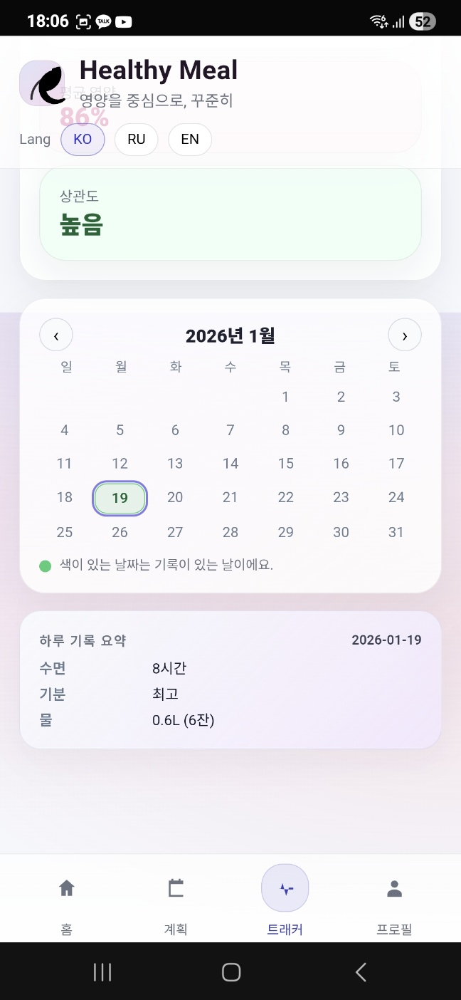 18:06
TALK
52
Healthy Meal
평균 영양
영양을 중심으로, 꾸준히
86%
Lang KO RU EN
상관도
높음
‹ 2026년 1월 ›
일 월 화 수 목 금 토
1 2 3
4 5 6 7 8 9 10
11 12 13 14 15 16 17
18 19 20 21 22 23 24
25 26 27 28 29 30 31
색이 있는 날짜는 기록이 있는 날이에요.
하루 기록 요약 2026-01-19
수면 8시간
기분 최고
물 0.6L (6잔)
홈 계획 트래커 프로필